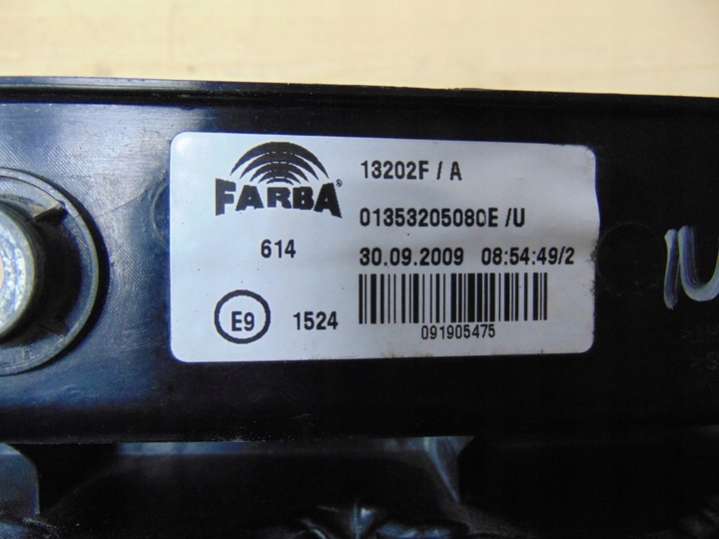 FARBA®
13202F / A
01353205080E /U
614
30.09.2009 08:54:49/2
E9
1524
091905475